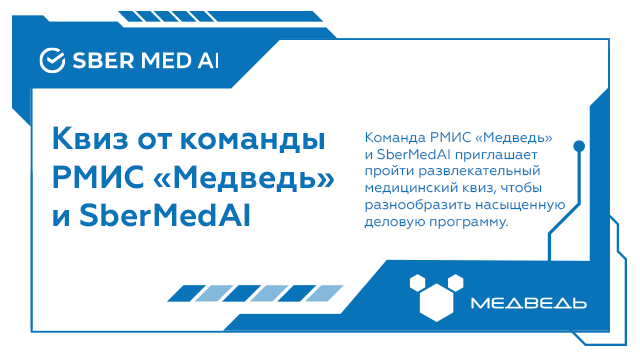 SBER MED AI
Квиз от команды
РМИС «Медведь»
и SberMedAI
Команда РМИС «Медведь»
и SberMedAI приглашает
пройти развлекательный
медицинский квиз, чтобы
разнообразить насыщенную
деловую программу.
МЕДВЕДЬ